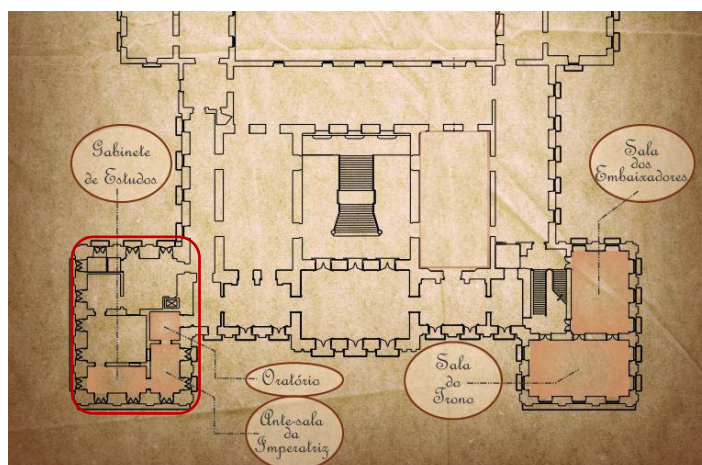 Gabinete
de Estudos
Sala
dos
Embaixadores
Oratório
Ante-sala
da
Imperatriz
Sala
do
Trono